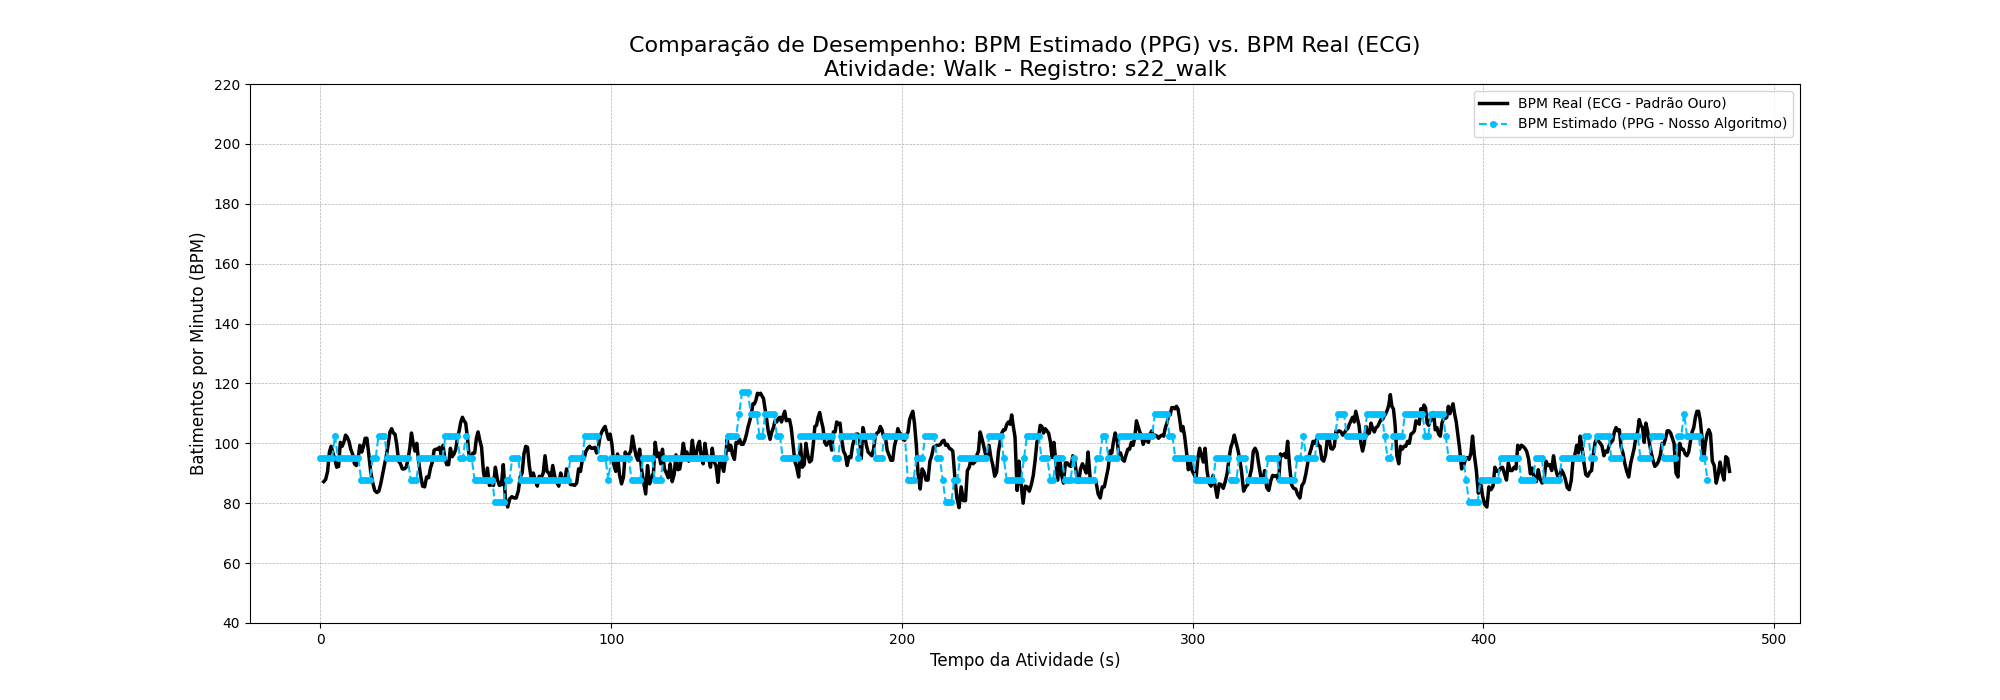 Comparação de Desempenho: BPM Estimado (PPG) vs. BPM Real (ECG)
Atividade: Walk - Registro: s22_walk
BPM Real (ECG - Padrão Ouro)
BPM Estimado (PPG - Nosso Algoritmo)
Batimentos por Minuto (BPM)
220
200
180
160
140
120
100
80
60
40
0
100
200
300
400
500
Tempo da Atividade (s)